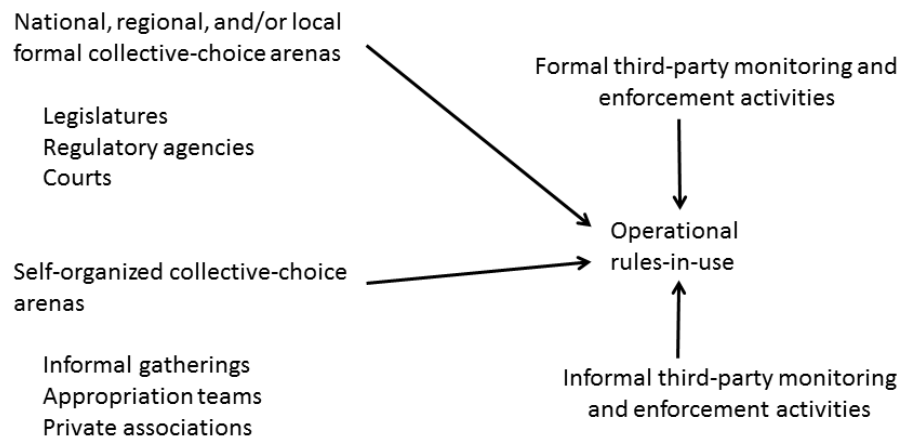 National, regional, and/or local
formal collective-choice arenas
Legislatures
Regulatory agencies
Courts
Self-organized collective-choice
arenas
Informal gatherings
Appropriation teams
Private associations
Formal third-party monitoring and
enforcement activities
Operational
rules-in-use
Informal third-party monitoring
and enforcement activities